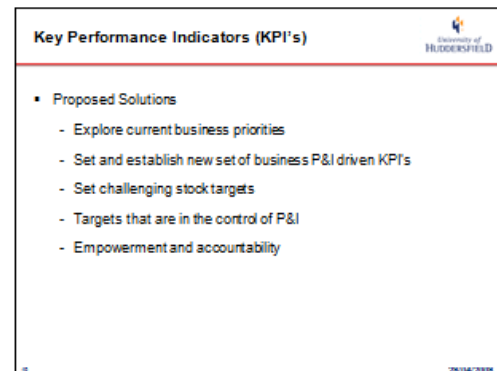 Key Performance Indicators (KPI's)
University of
HUDDERSFIELD
▪ Proposed Solutions
- Explore current business priorities
- Set and establish new set of business P&I driven KPI's
- Set challenging stock targets
- Targets that are in the control of P&I
- Empowerment and accountability